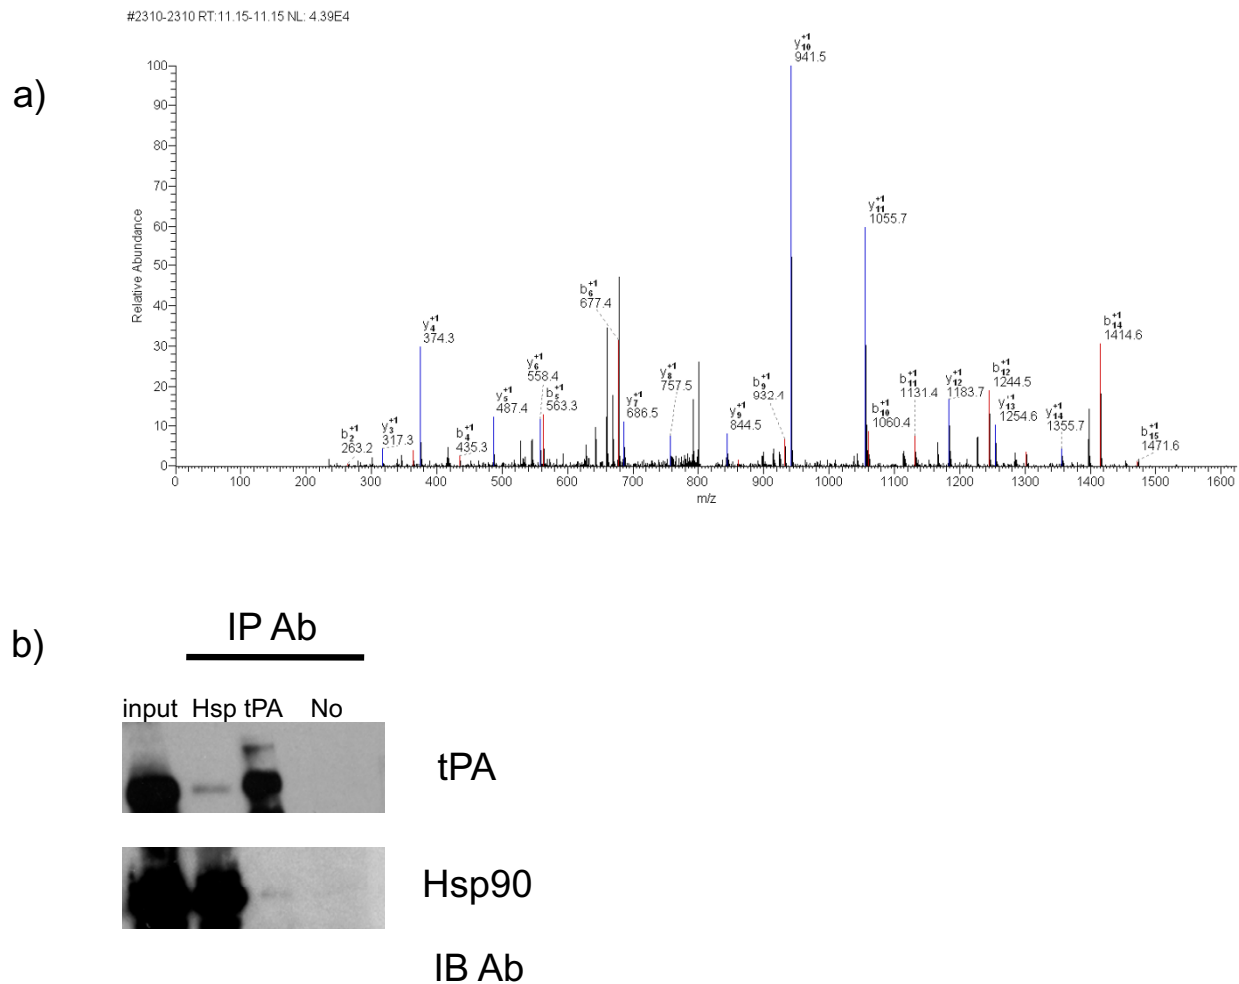 #2310-2310 RT:11.15-11.15 NL: 4.39E4
a)
Relative Abundance
100
90
80
70
60
50
40
30
20
10
0
0
100
200
300
400
500
600
700
800
900
1000
1100
1200
1300
1400
1500
1600
m/z
b2+1
263.2
y3+1
317.3
y4+1
374.3
b4+1
435.3
y5+1
487.4
y6+1
558.4
b5+1
563.3
b6+1
677.4
y7+1
686.5
y8+1
757.5
y9+1
844.5
b9+1
932.4
y10+1
941.5
y11+1
1055.7
b10+1
1060.4
b11+1
1131.4
y12+1
1183.7
b12+1
1244.5
y13+1
1254.6
y14+1
1355.7
b14+1
1414.6
b15+1
1471.6
b)
IP Ab
input Hsp tPA No
tPA
Hsp90
IB Ab